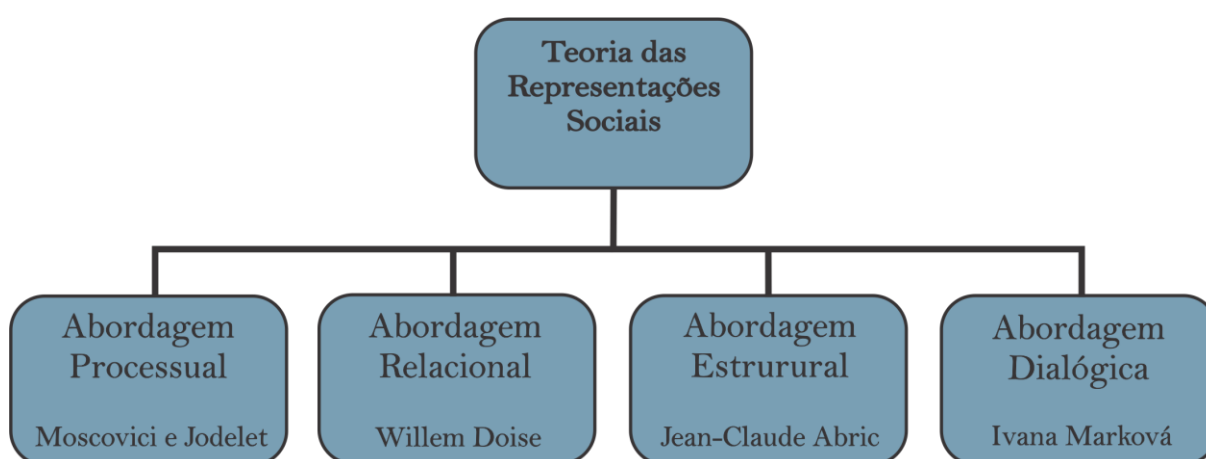 Teoria das
Representações
Sociais
Abordagem
Processual
Moscovici e Jodelet
Abordagem
Relacional
Willem Doise
Abordagem
Estrurural
Jean-Claude Abric
Abordagem
Dialógica
Ivana Marková